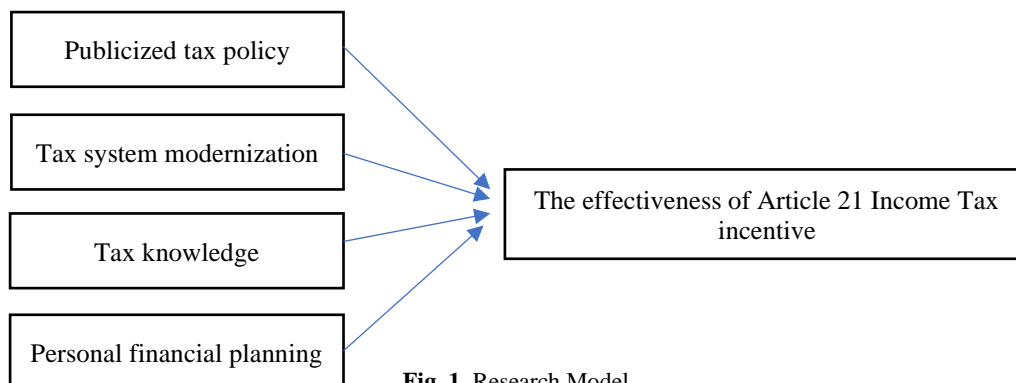 Publicized tax policy
Tax system modernization
The effectiveness of Article 21 Income Tax
incentive
Tax knowledge
Personal financial planning
Fig. 1. Research Model